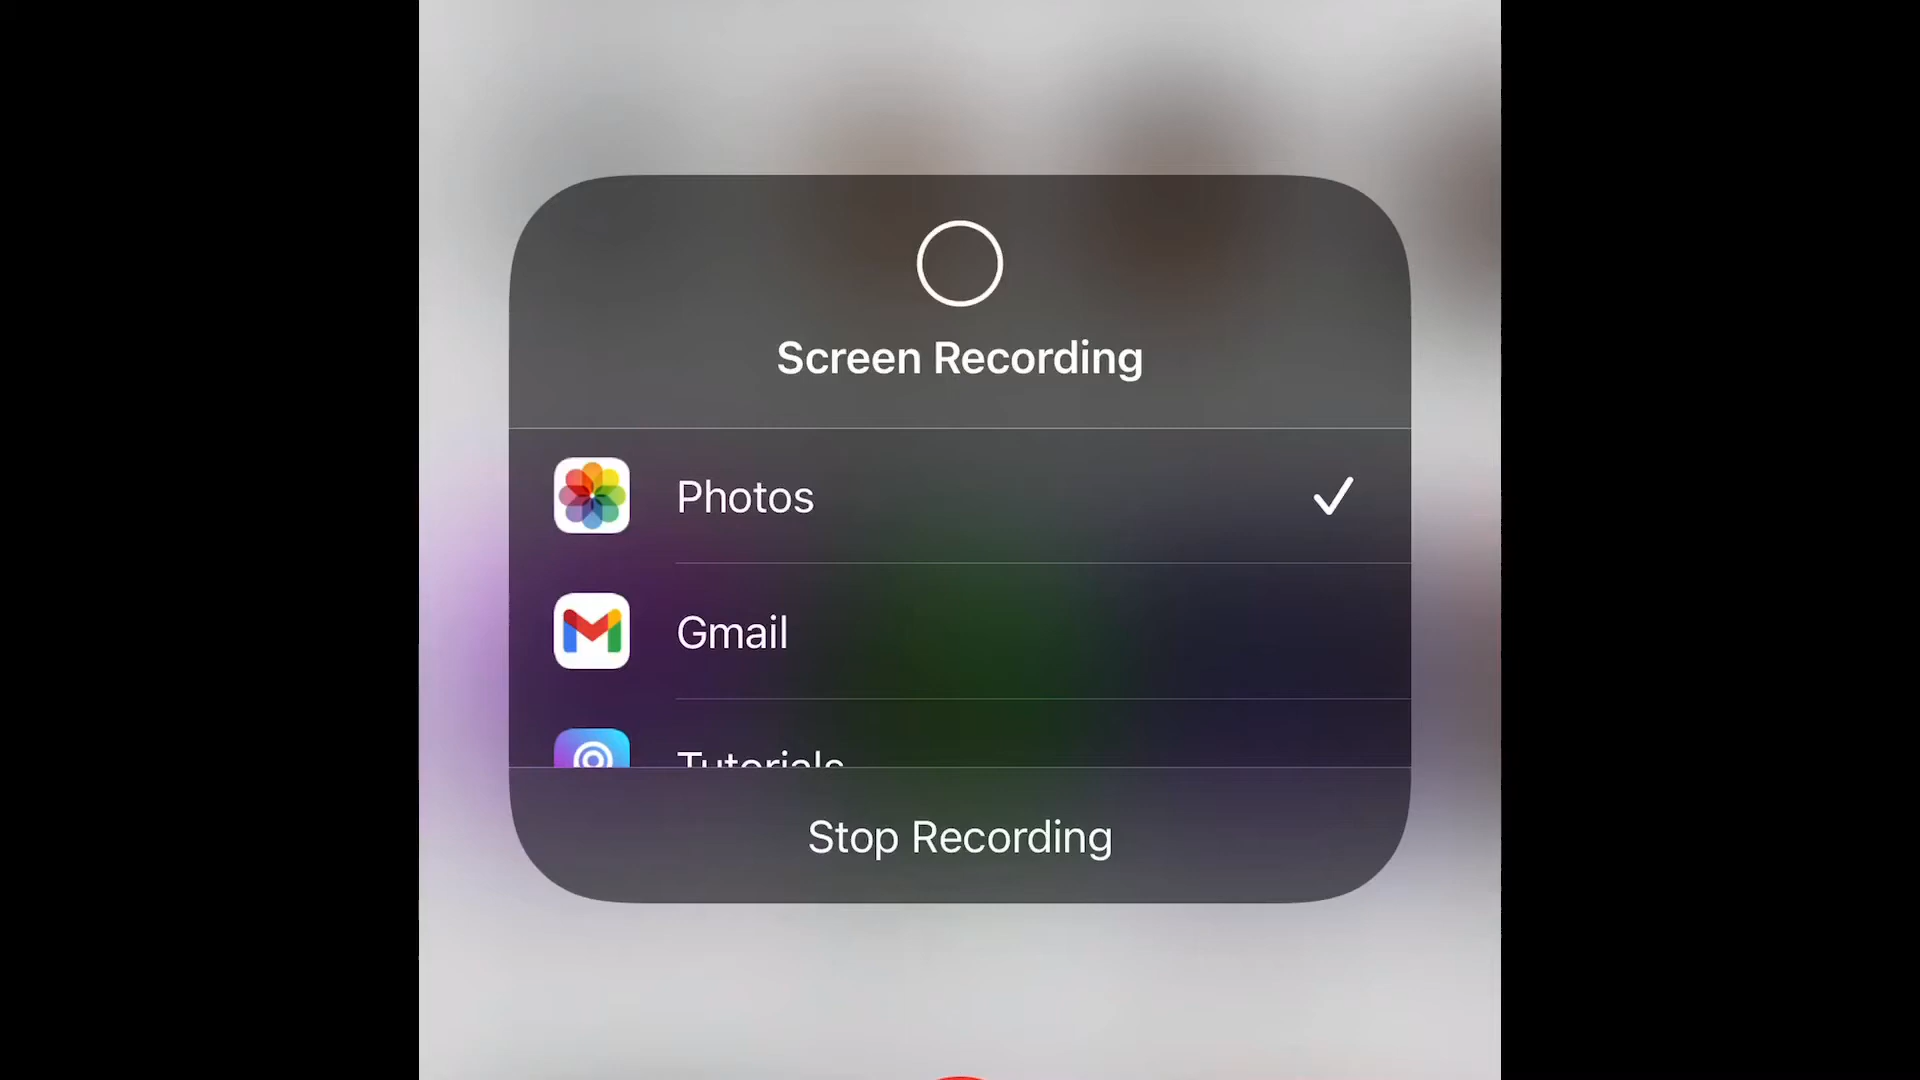 Screen Recording
Photos
Gmail
Tutorials
Stop Recording